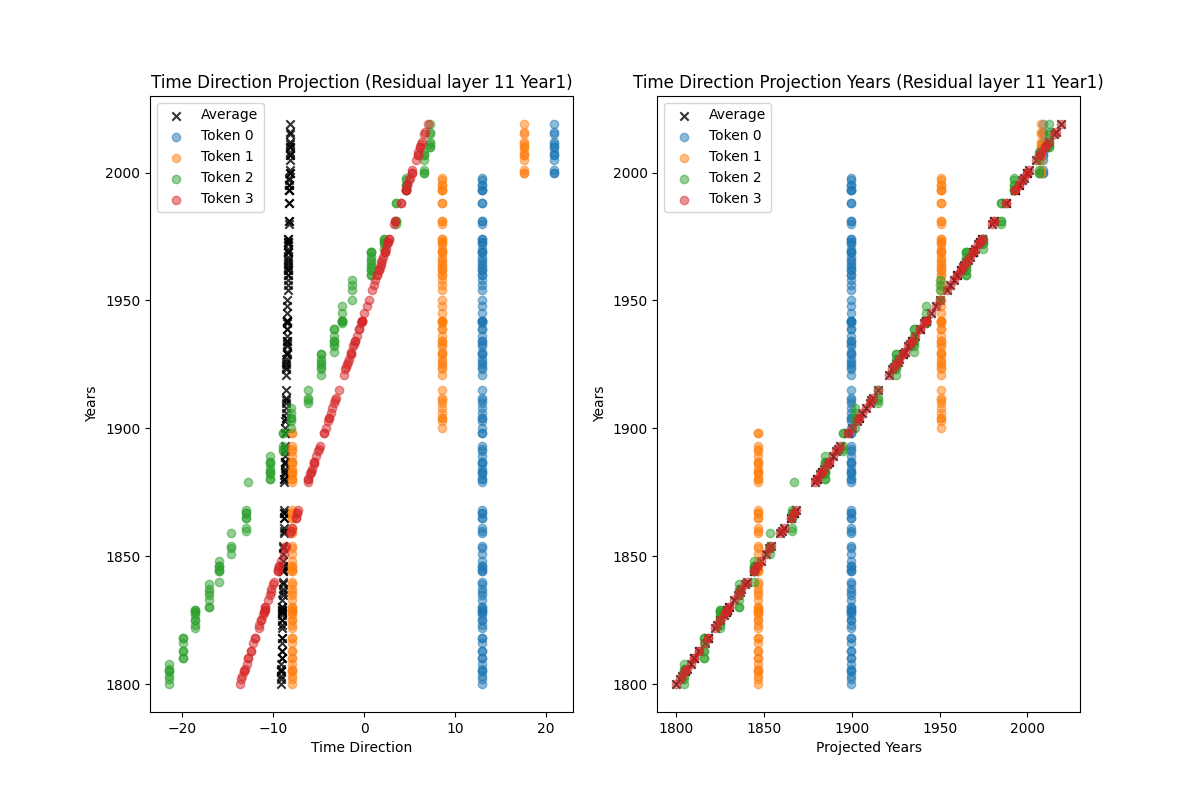 Time Direction Projection (Residual layer 11 Year1)
Average
Token 0
Token 1
Token 2
Token 3
2000
1950
1900
1850
1800
Years
−20
−10
0
10
20
Time Direction
Time Direction Projection Years (Residual layer 11 Year1)
Average
Token 0
Token 1
Token 2
Token 3
2000
1950
1900
1850
1800
Years
1800
1850
1900
1950
2000
Projected Years